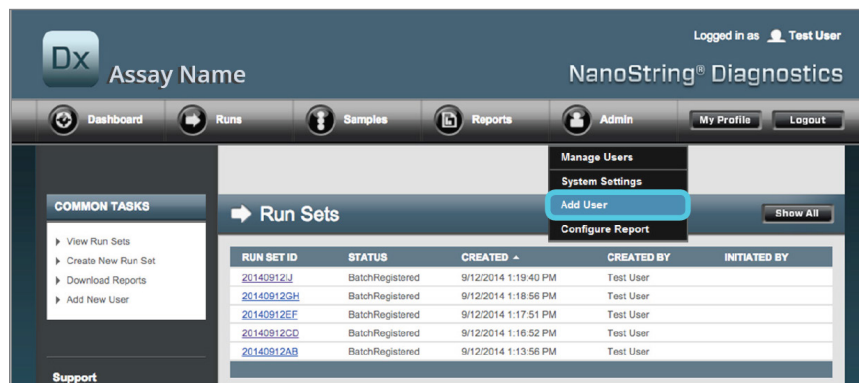 Logged in as Test User
Dx Assay Name
NanoString® Diagnostics
Dashboard Runs Samples Reports Admin My Profile Logout
Manage Users
System Settings
Add User
Configure Report
COMMON TASKS
View Run Sets
Create New Run Set
Download Reports
Add New User
Support
Run Sets Show All
RUN SET ID STATUS CREATED CREATED BY INITIATED BY
20140912IJ BatchRegistered 9/12/2014 1:19:40 PM Test User
20140912GH BatchRegistered 9/12/2014 1:18:56 PM Test User
20140912EF BatchRegistered 9/12/2014 1:17:51 PM Test User
20140912CD BatchRegistered 9/12/2014 1:16:52 PM Test User
20140912AB BatchRegistered 9/12/2014 1:13:56 PM Test User